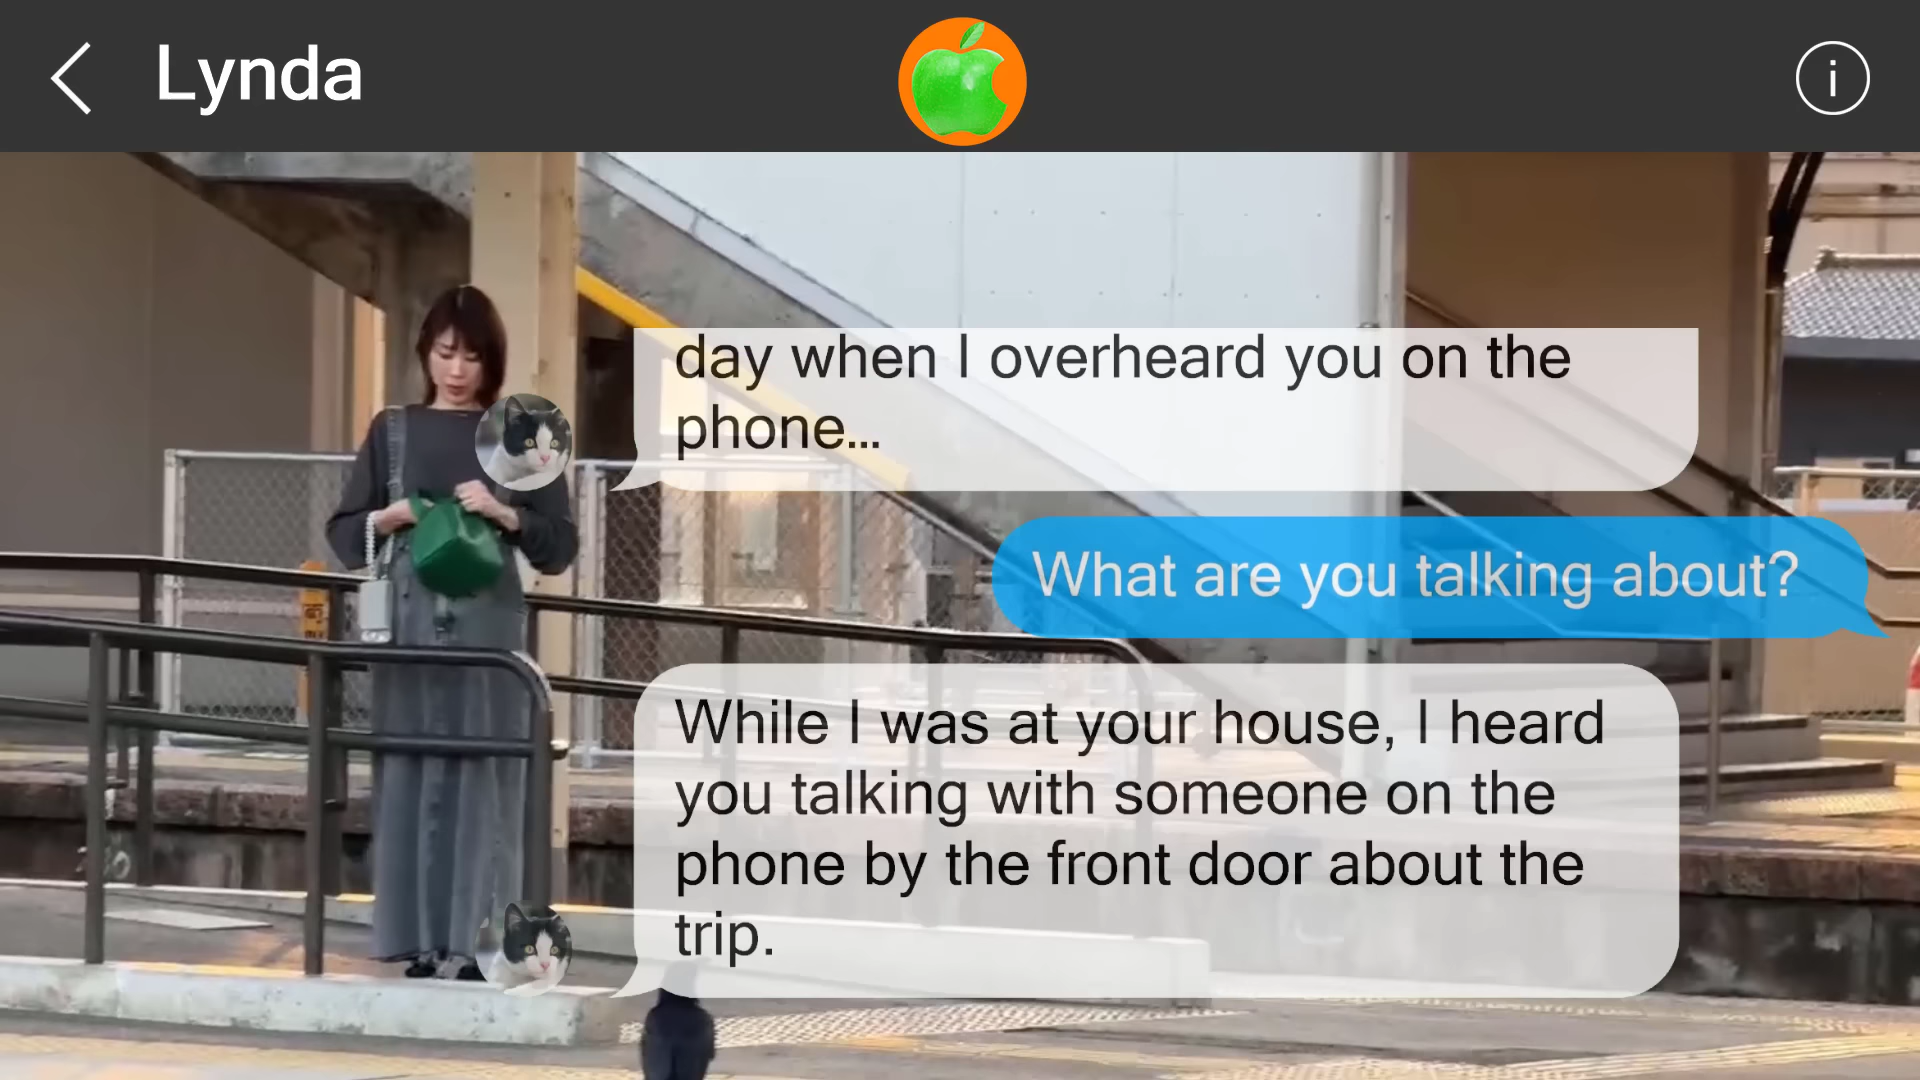 Lynda
day when I overheard you on the
phone...
What are you talking about?
While I was at your house, I heard
you talking with someone on the
phone by the front door about the
trip.